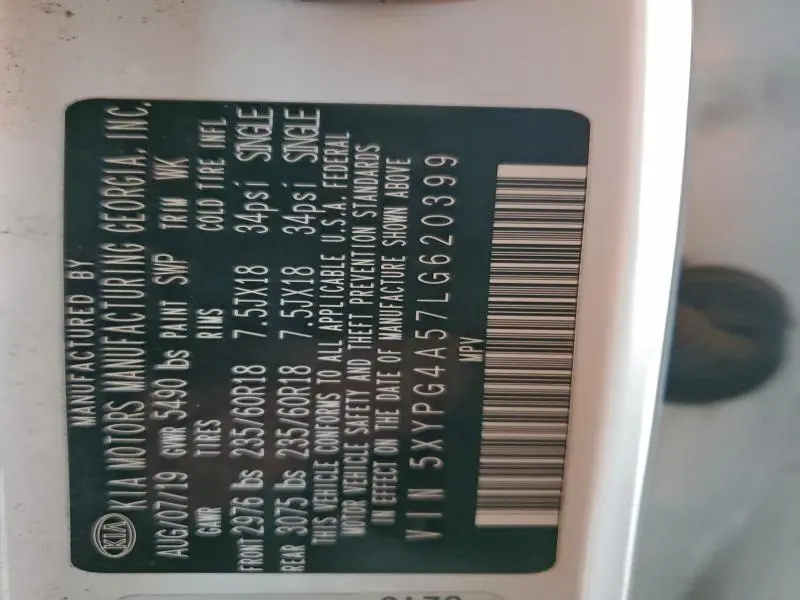 MANUFACTURED BY
KIA KIA MOTORS MANUFACTURING GEORGIA, INC.
AUG/07/19 GVWR 5490 lbs PAINT SWP TRIM WK
GAWR TIRES RIMS COLD TIRE INFL
FRONT 2976 lbs 235/60R18 7.5JX18 34psi SINGLE
REAR 3075 lbs 235/60R18 7.5JX18 34psi SINGLE
THIS VEHICLE CONFORMS TO ALL APPLICABLE U.S.A. FEDERAL
MOTOR VEHICLE SAFETY AND THEFT PREVENTION STANDARDS
IN EFFECT ON THE DATE OF MANUFACTURE SHOWN ABOVE
VIN 5XYPG4A57LG620399
MPV